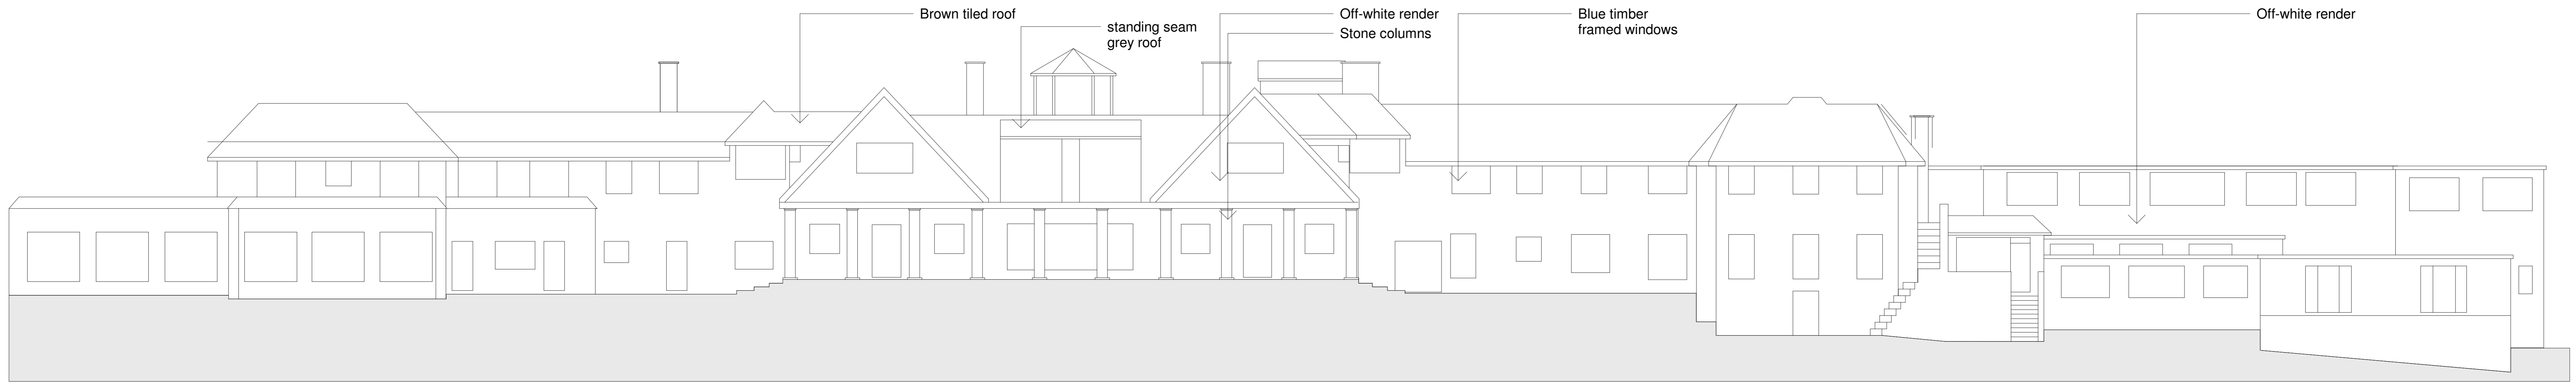 Brown tiled roof
standing seam
grey roof
Off-white render
Stone columns
Blue timber
framed windows
Off-white render